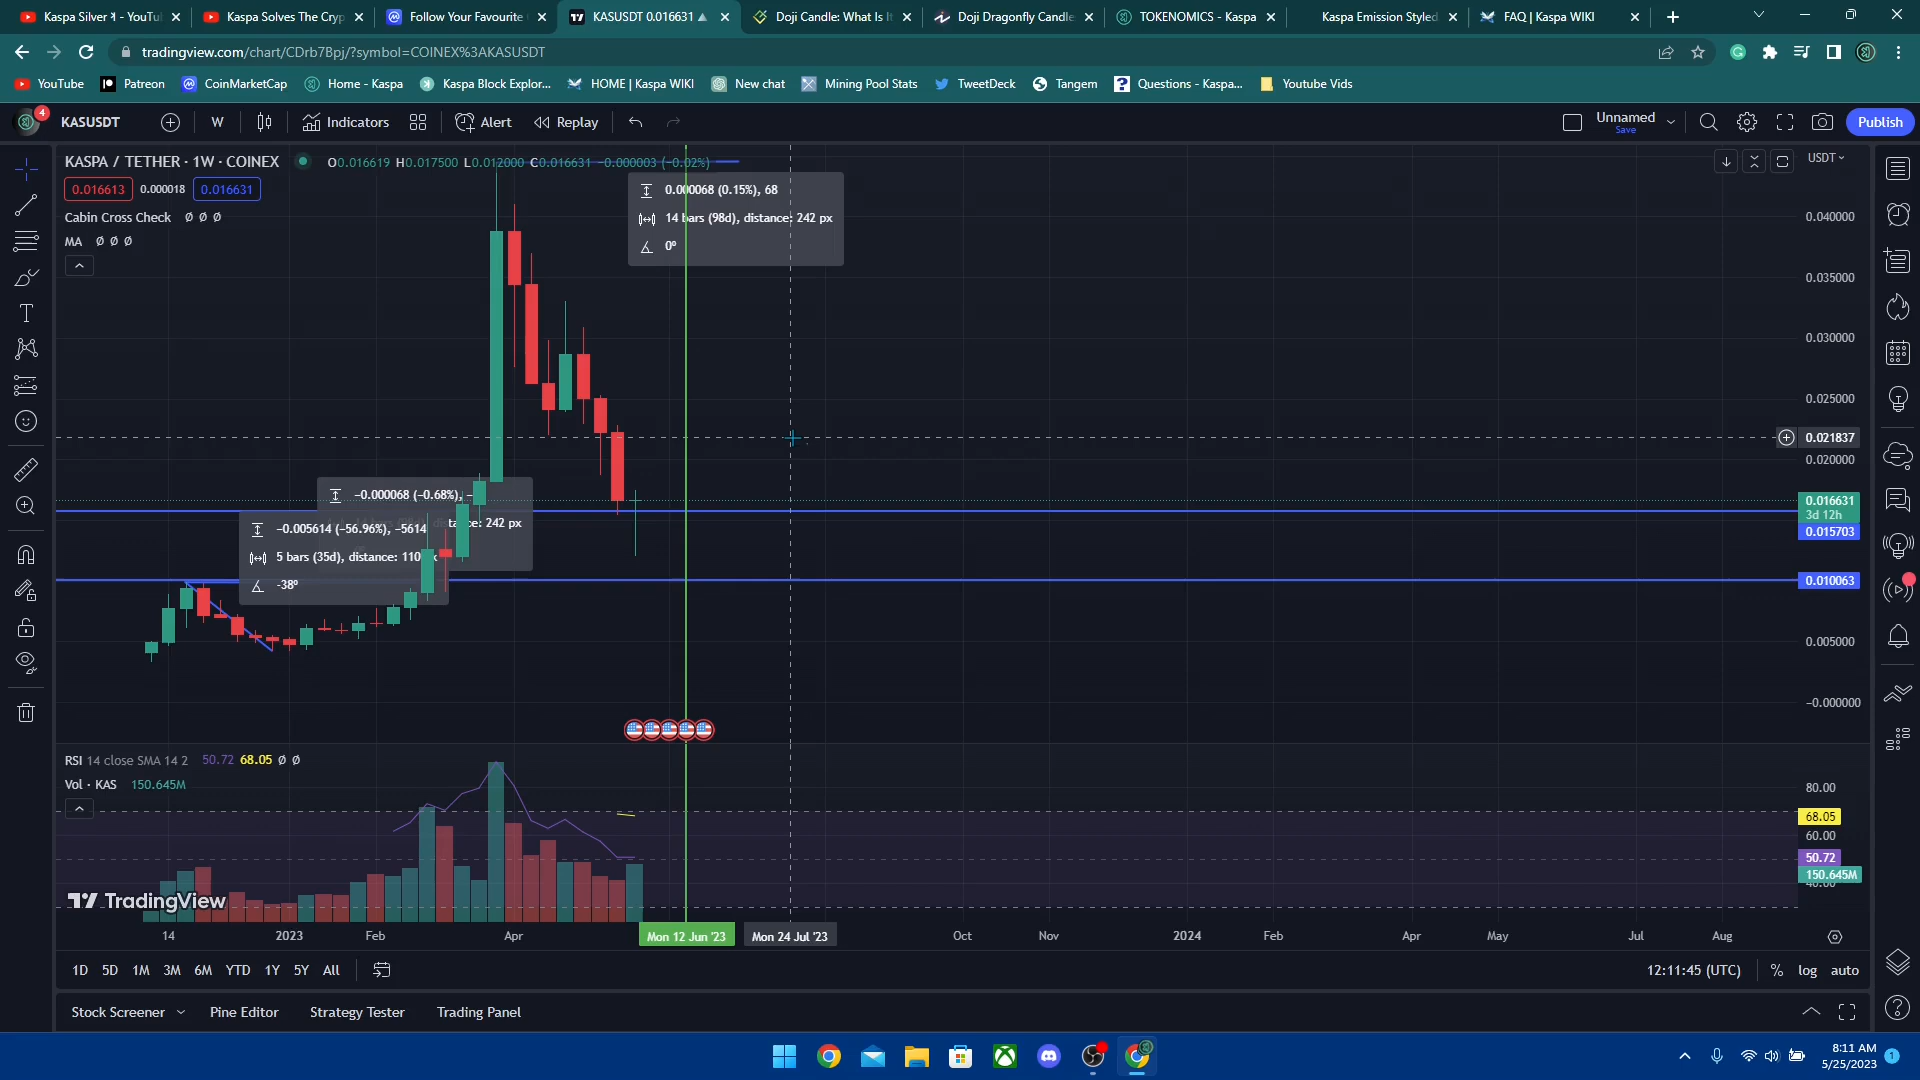 Kaspa Silver
YouTu
Kaspa Solves The Cryp
Follow Your Favourite
KASUSDT 0.016631
Doji Candle: What Is It
Doji Dragonfly Candle
TOKENOMICS - Kaspa
Kaspa Emission Styled
FAQ | Kaspa WIKI
tradingview.com/chart/CDrb7Bpj/?symbol=COINEX%3AKASUSDT
YouTube
Patreon
CoinMarketCap
Home - Kaspa
Kaspa Block Explor...
HOME | Kaspa WIKI
New chat
Mining Pool Stats
TweetDeck
Tangem
Questions - Kaspa...
Youtube Vids
4
KASUSDT
W
Indicators
Alert
Replay
Unnamed
Save
Publish
KASPA / TETHER · 1W · COINEX
O0.016619 H0.017500 L0.012000 C0.016631 −0.000003 (−0.02%)
USDT
0.016613
0.000018
0.016631
0.000068 (0.15%), 68
Cabin Cross Check Ø Ø Ø
14 bars (98d), distance: 242 px
0.040000
MA Ø Ø Ø
0º
0.035000
0.030000
0.025000
0.021837
0.020000
−0.000068 (−0.68%), −
0.016631
3d 12h
−0.005614 (−56.96%), −5614
stance: 242 px
0.015703
5 bars (35d), distance: 110
-38º
0.010063
0.005000
−0.000000
RSI 14 close SMA 14 2 50.72 68.05 Ø Ø
Vol · KAS 150.645M
80.00
68.05
60.00
50.72
150.645M
40.00
TradingView
14
2023
Feb
Apr
Mon 12 Jun '23
Mon 24 Jul '23
Oct
Nov
2024
Feb
Apr
May
Jul
Aug
1D 5D 1M 3M 6M YTD 1Y 5Y All
12:11:45 (UTC)
%
log
auto
Stock Screener
Pine Editor
Strategy Tester
Trading Panel
8:11 AM
5/25/2023
1